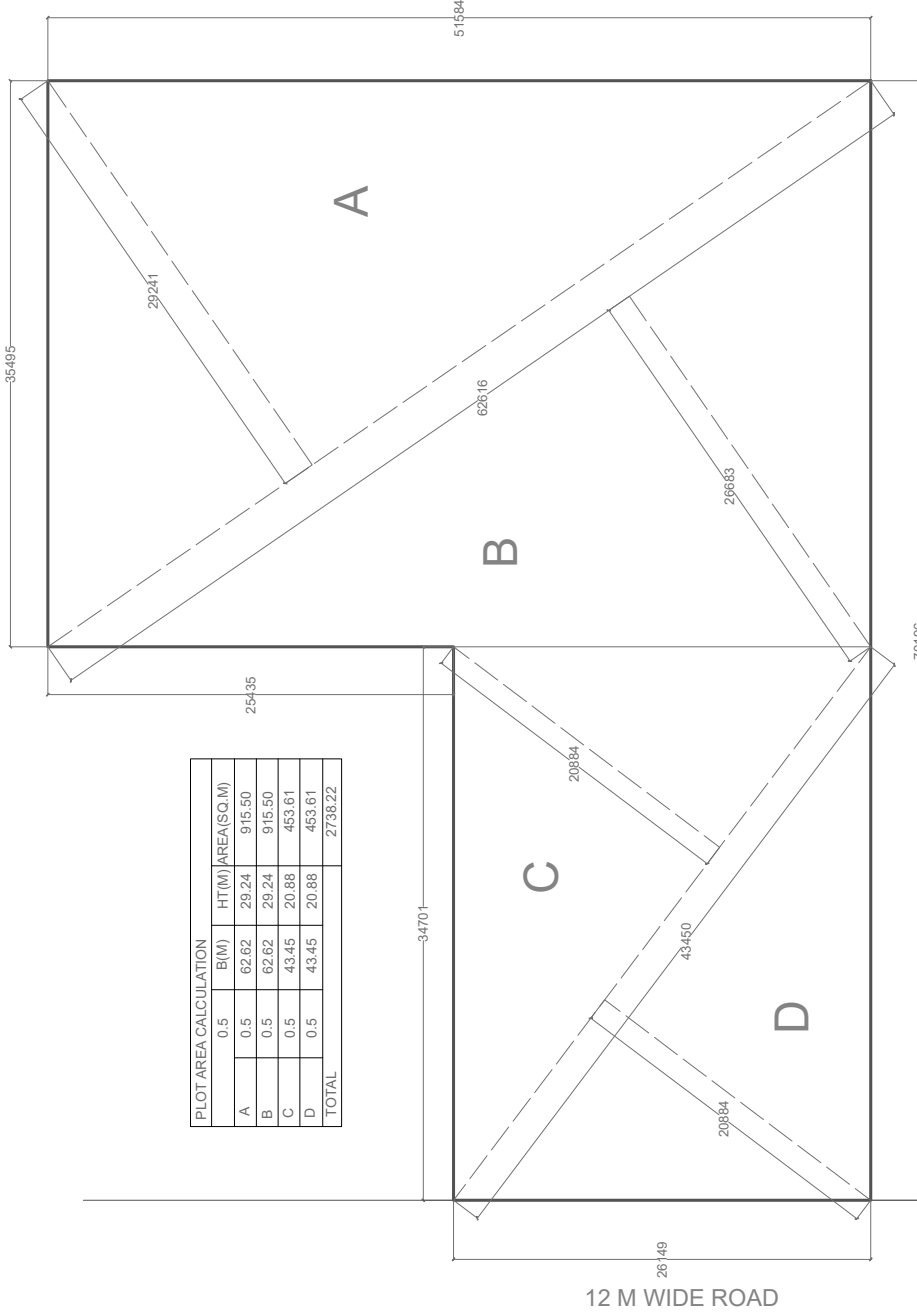 51584
35495
A
29241
62616
26683
B
25435
20884
34701
C
43450
D
20884
26149
PLOT AREA CALCULATION
0.5 B(M) HT(M) AREA(SQ.M)
A 0.5 62.62 29.24 915.50
B 0.5 62.62 29.24 915.50
C 0.5 43.45 20.88 453.61
D 0.5 43.45 20.88 453.61
TOTAL 2738.22
12 M WIDE ROAD